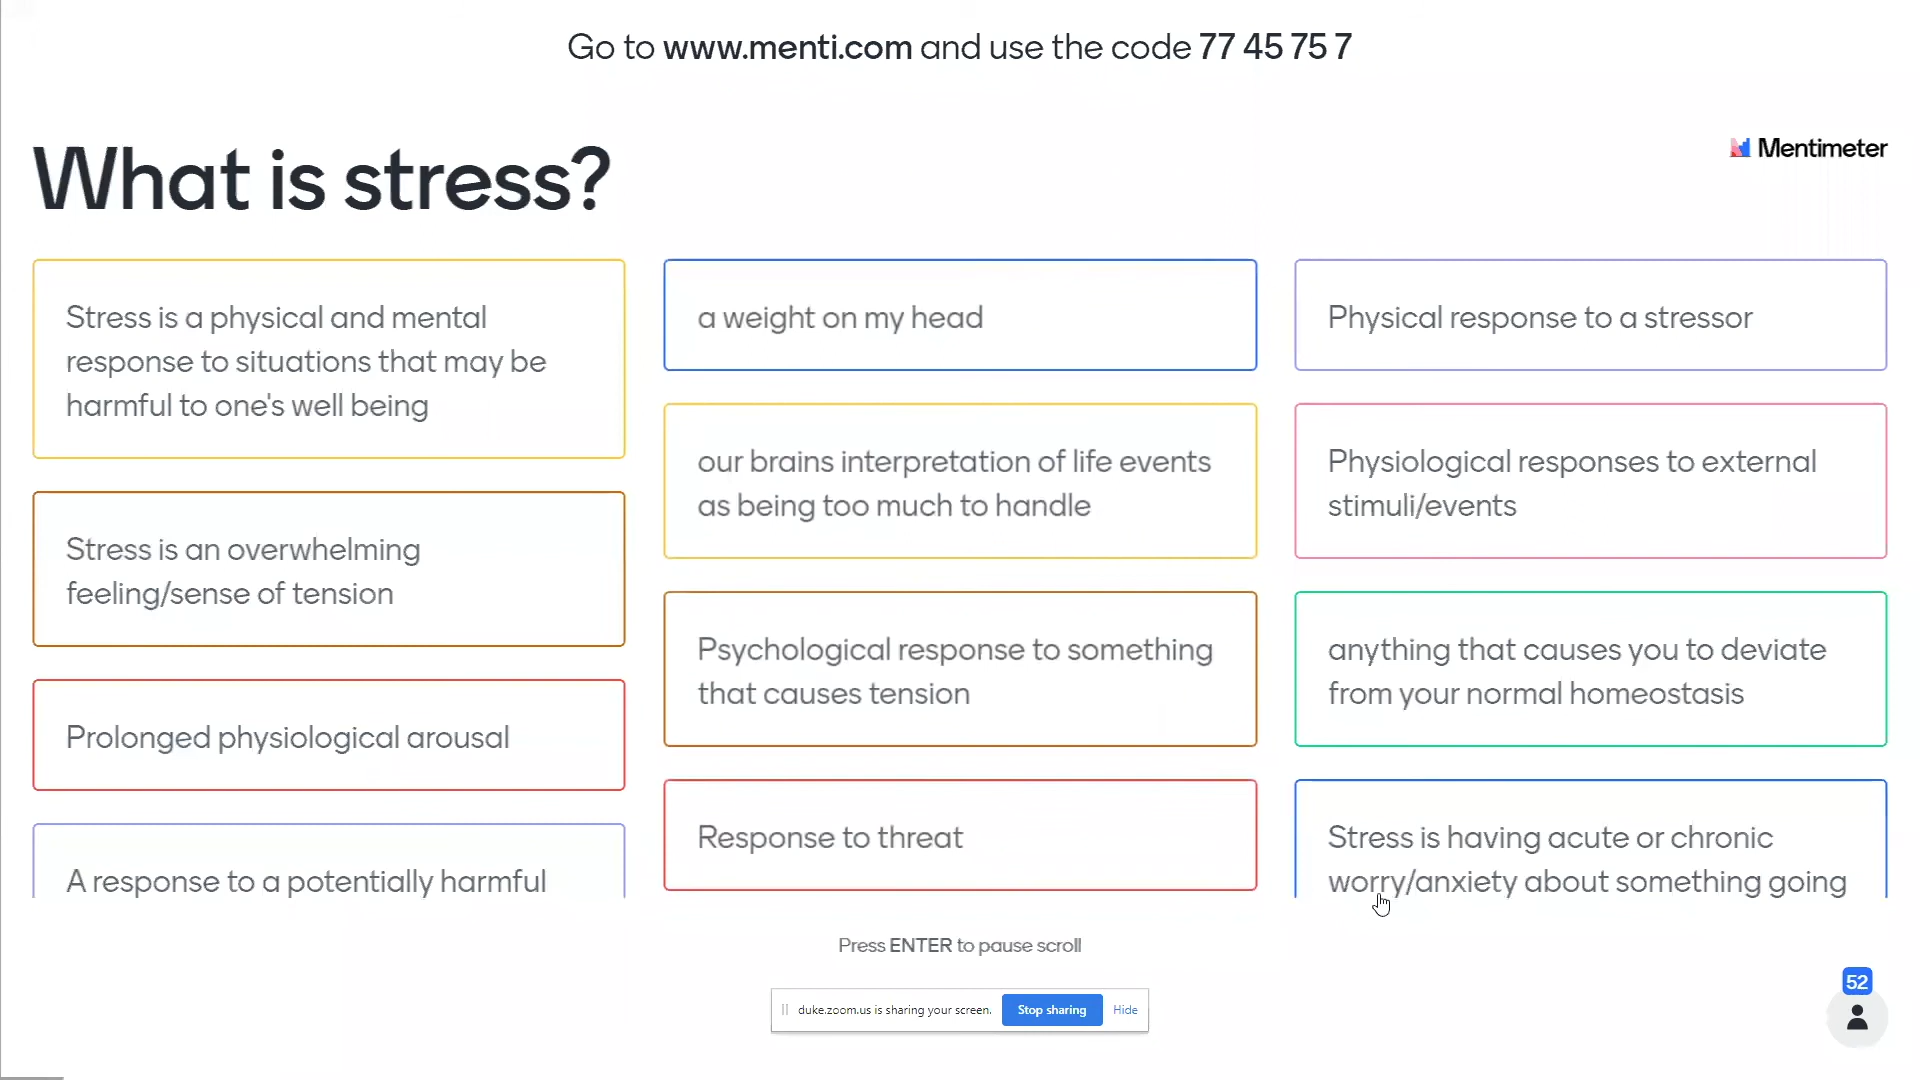 Go to www.menti.com and use the code 77 45 75 7
Mentimeter
What is stress?
Stress is a physical and mental
response to situations that may be
harmful to one's well being
Stress is an overwhelming
feeling/sense of tension
Prolonged physiological arousal
A response to a potentially harmful
a weight on my head
our brains interpretation of life events
as being too much to handle
Psychological response to something
that causes tension
Response to threat
Physical response to a stressor
Physiological responses to external
stimuli/events
anything that causes you to deviate
from your normal homeostasis
Stress is having acute or chronic
worry/anxiety about something going
Press ENTER to pause scroll
duke.zoom.us is sharing your screen. Stop sharing Hide
52